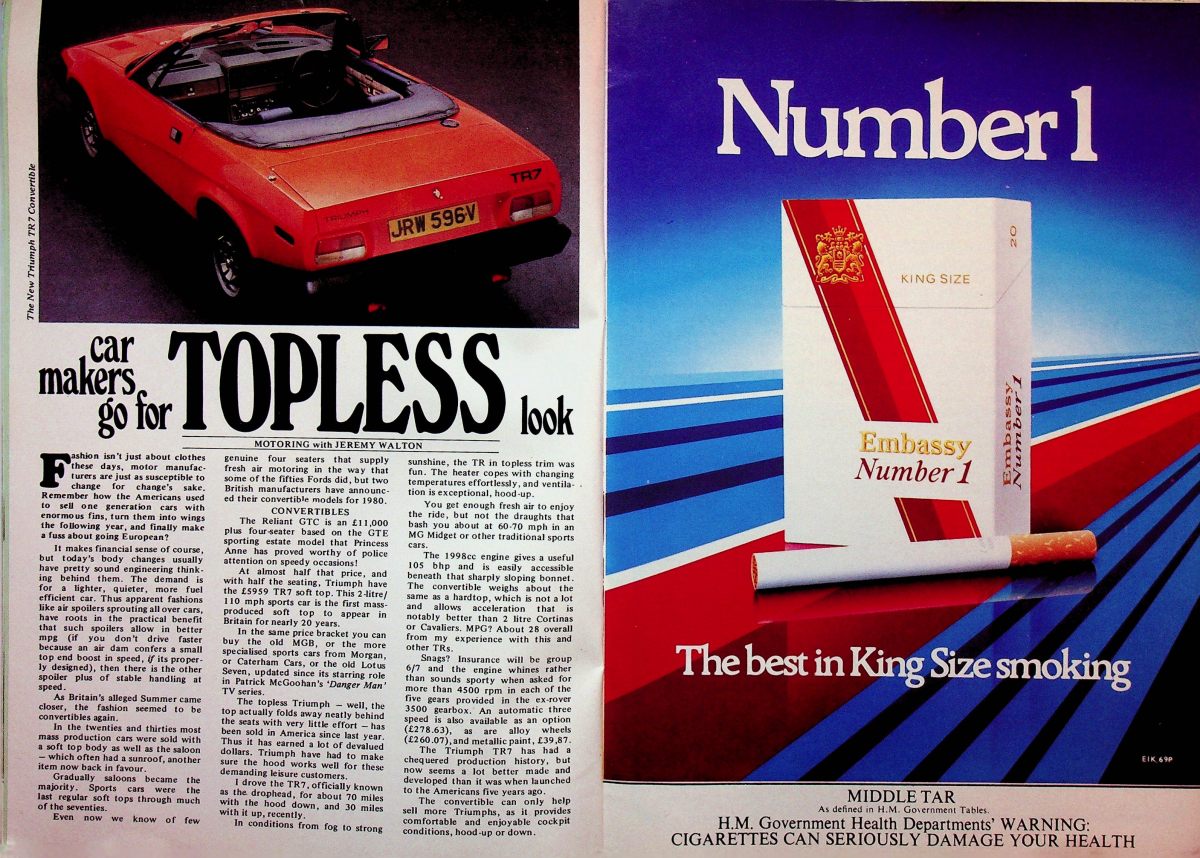 The New Triumph TR7 Convertible
TRIUMPH
JRW 596V
TR7
car
makers
go for
TOPLESS
look
MOTORING with JEREMY WALTON
Fashion isn't just about clothes
these days, motor manufac-
turers are just as susceptible to
change for change's sake.
Remember how the Americans used
to sell one generation cars with
enormous fins, turn them into wings
the following year, and finally make
a fuss about going European?
It makes financial sense of course,
but today's body changes usually
have pretty sound engineering think-
ing behind them. The demand is
for a lighter, quieter, more fuel
efficient car. Thus apparent fashions
like air spoilers sprouting all over cars,
have roots in the practical benefit
that such spoilers allow in better
mpg (if you don't drive faster
because an air dam confers a small
top end boost in speed, if its proper-
ly designed), then there is the other
spoiler plus of stable handling at
speed.
As Britain's alleged Summer came
closer, the fashion seemed to be
convertibles again.
In the twenties and thirties most
mass production cars were sold with
a soft top body as well as the saloon
– which often had a sunroof, another
item now back in favour.
Gradually saloons became the
majority. Sports cars were the
last regular soft tops through much
of the seventies.
Even now we know of few
genuine four seaters that supply
fresh air motoring in the way that
some of the fifties Fords did, but two
British manufacturers have announc-
ed their convertible models for 1980.
CONVERTIBLES
The Reliant GTC is an £11,000
plus four-seater based on the GTE
sporting estate model that Princess
Anne has proved worthy of police
attention on speedy occasions!
At almost half that price, and
with half the seating, Triumph have
the £5959 TR7 soft top. This 2-litre/
110 mph sports car is the first mass-
produced soft top to appear in
Britain for nearly 20 years.
In the same price bracket you can
buy the old MGB, or the more
specialised sports cars from Morgan,
or Caterham Cars, or the old Lotus
Seven, updated since its starring role
in Patrick McGoohan's 'Danger Man'
TV series.
The topless Triumph – well, the
top actually folds away neatly behind
the seats with very little effort – has
been sold in America since last year.
Thus it has earned a lot of devalued
dollars. Triumph have had to make
sure the hood works well for these
demanding leisure customers.
I drove the TR7, officially known
as the drophead, for about 70 miles
with the hood down, and 30 miles
with it up, recently.
In conditions from fog to strong
sunshine, the TR in topless trim was
fun. The heater copes with changing
temperatures effortlessly, and ventila-
tion is exceptional, hood-up.
You get enough fresh air to enjoy
the ride, but not the draughts that
bash you about at 60-70 mph in an
MG Midget or other traditional sports
cars.
The 1998cc engine gives a useful
105 bhp and is easily accessible
beneath that sharply sloping bonnet.
The convertible weighs about the
same as a hardtop, which is not a lot
and allows acceleration that is
notably better than 2 litre Cortinas
or Cavaliers. MPG? About 28 overall
from my experience with this and
other TRs.
Snags? Insurance will be group
6/7 and the engine whines rather
than sounds sporty when asked for
more than 4500 rpm in each of the
five gears provided in the ex-rover
3500 gearbox. An automatic three
speed is also available as an option
(£278.63), as are alloy wheels
(£260.07), and metallic paint, £39,87.
The Triumph TR7 has had a
chequered production history, but
now seems a lot better made and
developed than it was when launched
to the Americans five years ago.
The convertible can only help
sell more Triumphs, as it provides
comfortable and enjoyable cockpit
conditions, hood-up or down.
Number 1
20
KING SIZE
Embassy
Number 1
Embassy
Number 1
The best in King Size smoking
EIK 69P
MIDDLE TAR
As defined in H.M. Government Tables.
H.M. Government Health Departments' WARNING:
CIGARETTES CAN SERIOUSLY DAMAGE YOUR HEALTH